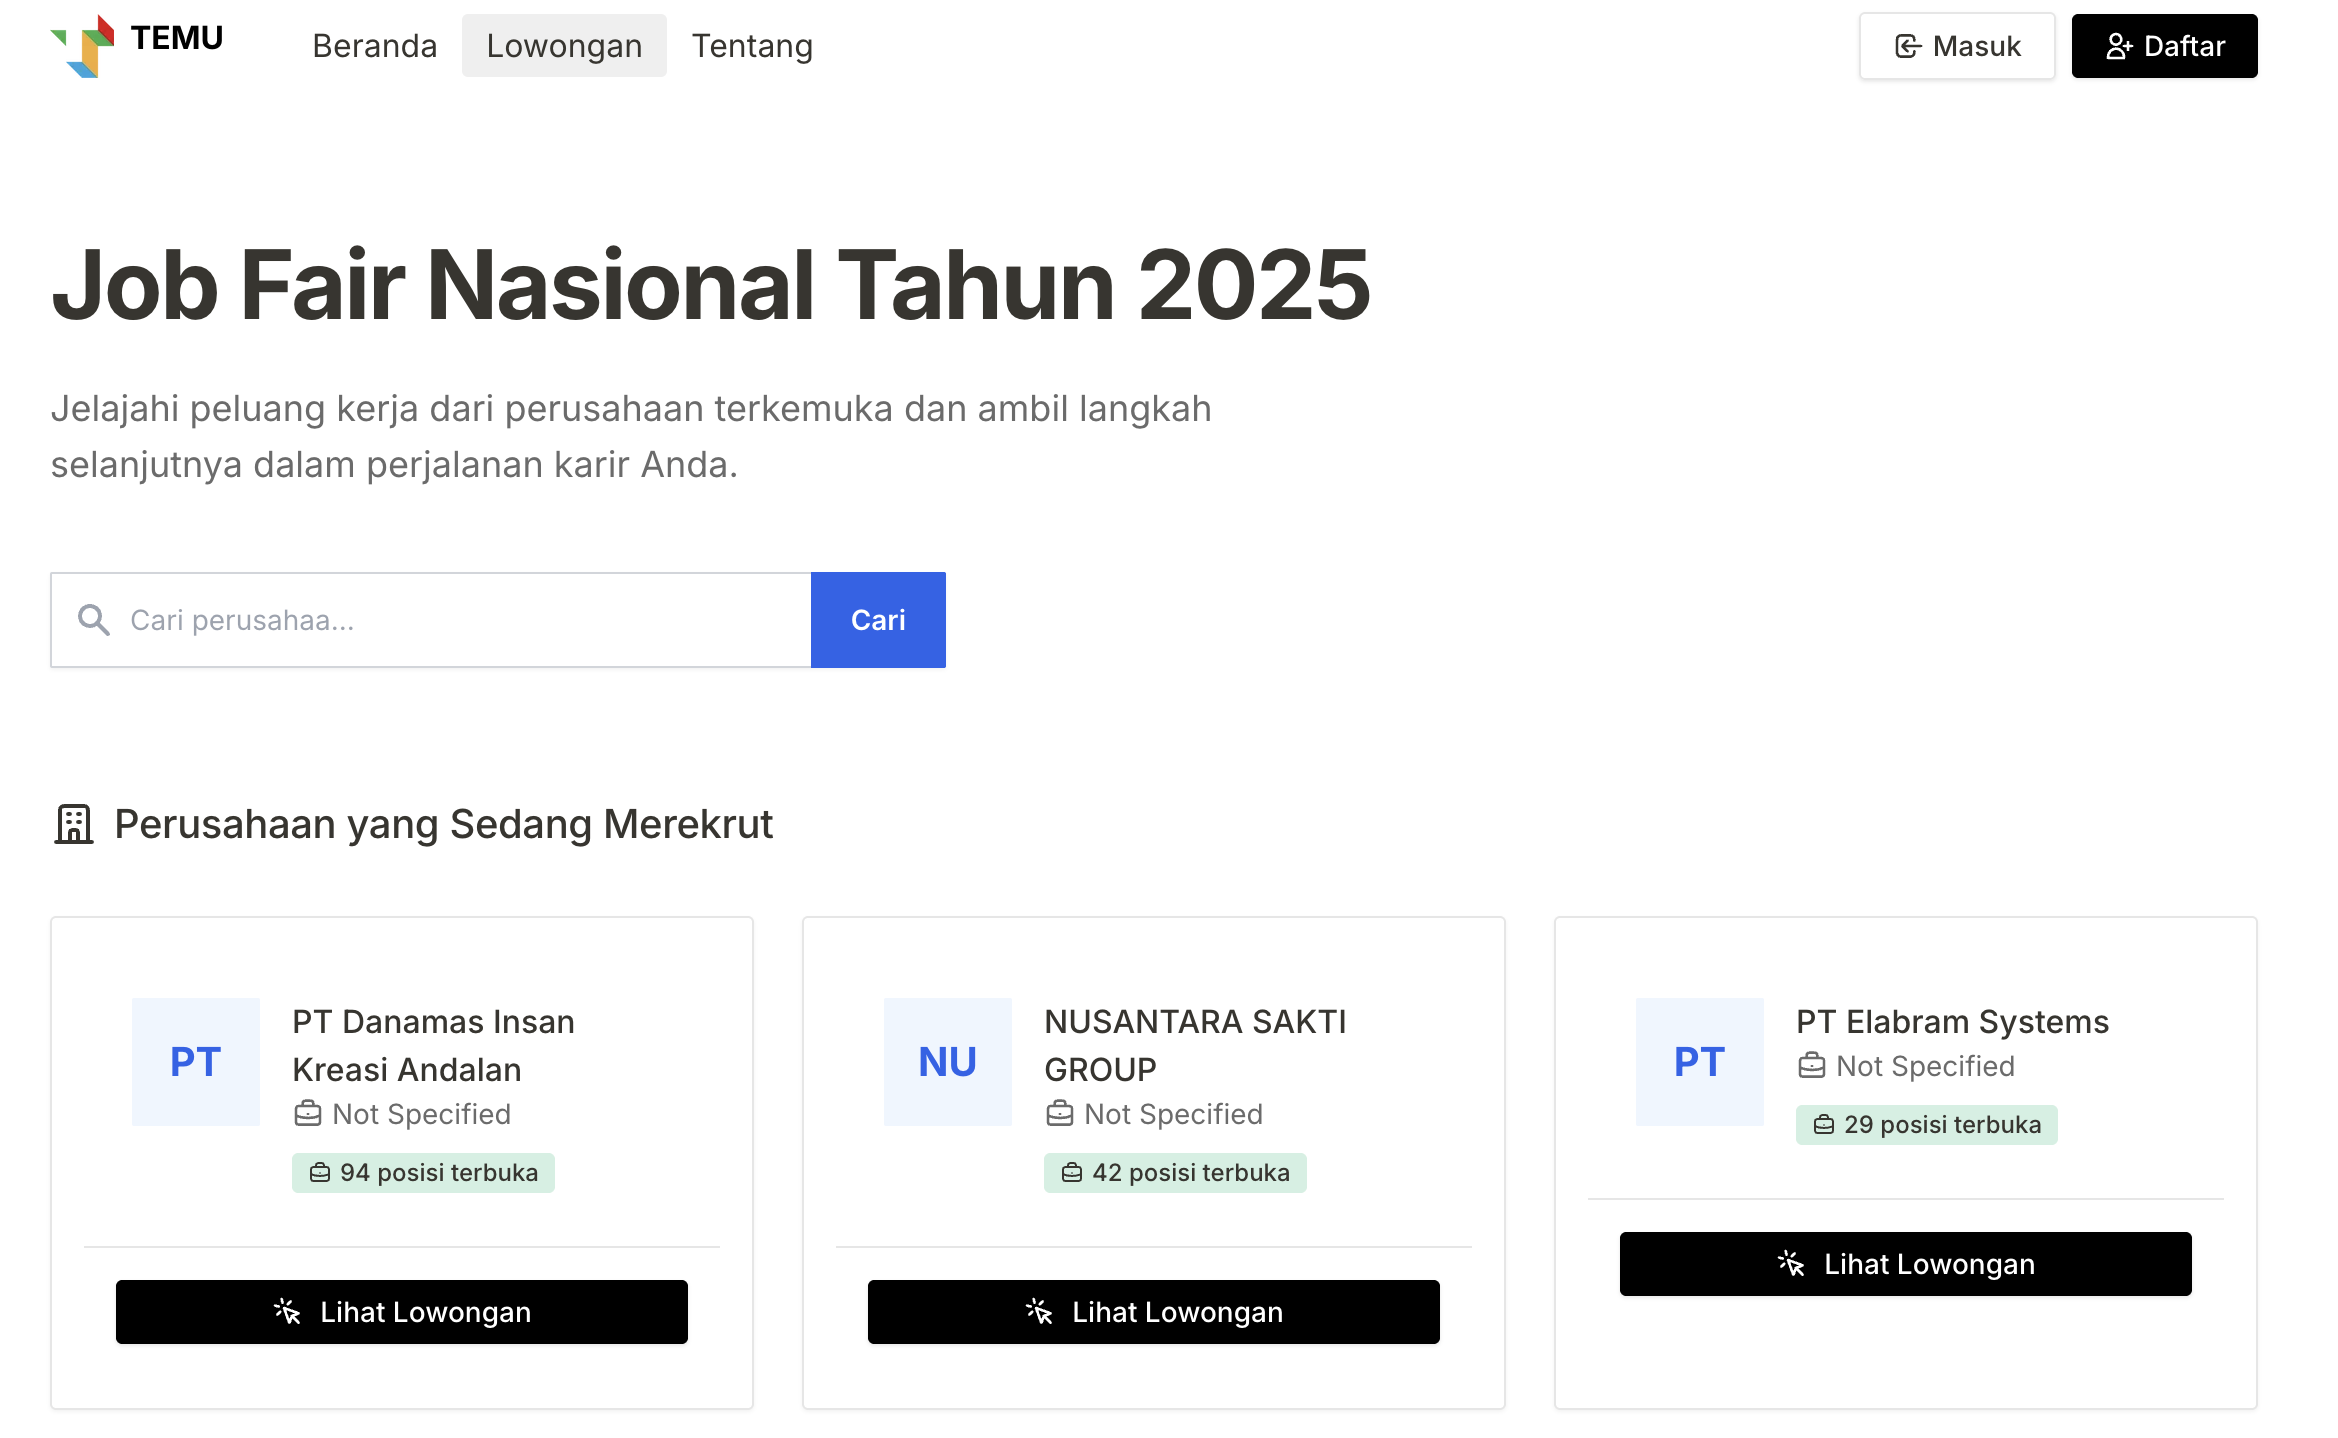 TEMU
Beranda
Lowongan
Tentang
Masuk
Daftar
Job Fair Nasional Tahun 2025
Jelajahi peluang kerja dari perusahaan terkemuka dan ambil langkah
selanjutnya dalam perjalanan karir Anda.
Cari perusahaa...
Cari
Perusahaan yang Sedang Merekrut
PT
PT Danamas Insan
Kreasi Andalan
Not Specified
94 posisi terbuka
Lihat Lowongan
NU
NUSANTARA SAKTI
GROUP
Not Specified
42 posisi terbuka
Lihat Lowongan
PT
PT Elabram Systems
Not Specified
29 posisi terbuka
Lihat Lowongan